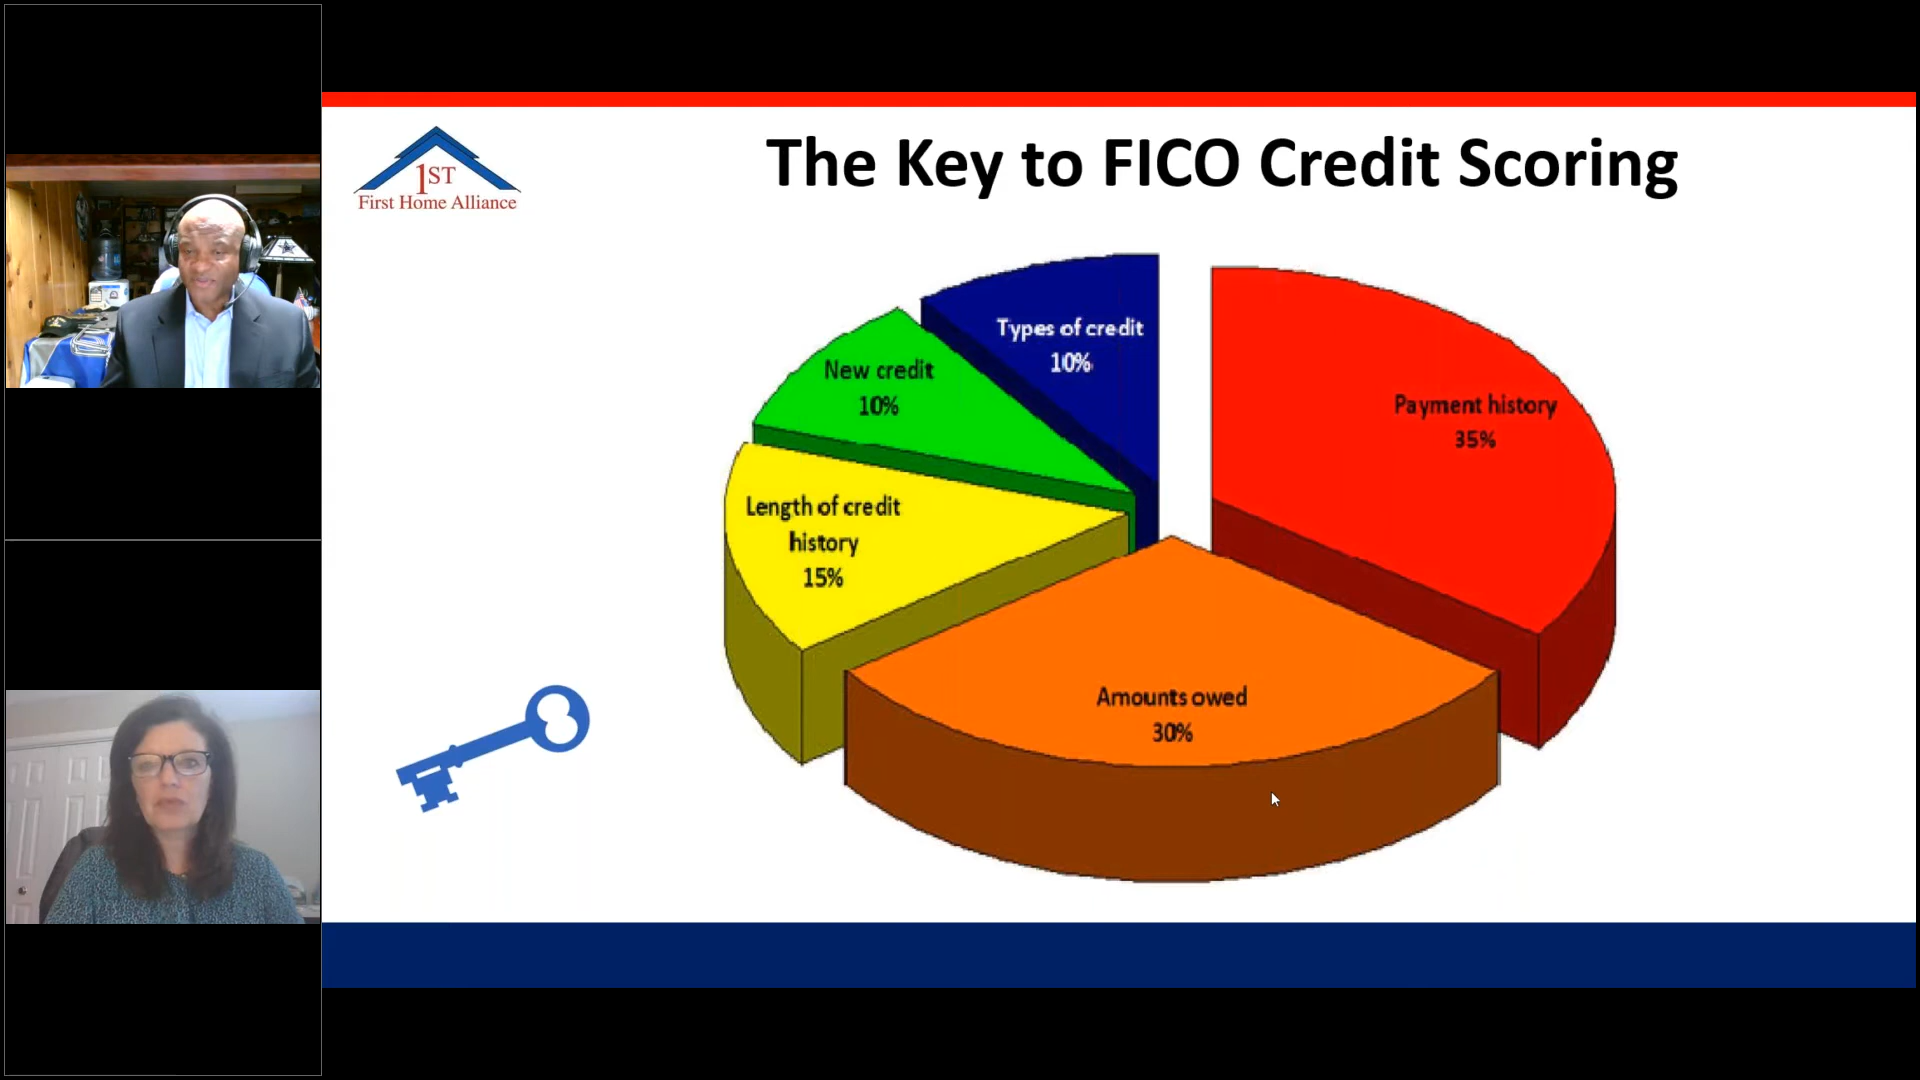 1ST
First Home Alliance
The Key to FICO Credit Scoring
Types of credit
10%
New credit
10%
Payment history
35%
Length of credit
history
15%
Amounts owed
30%